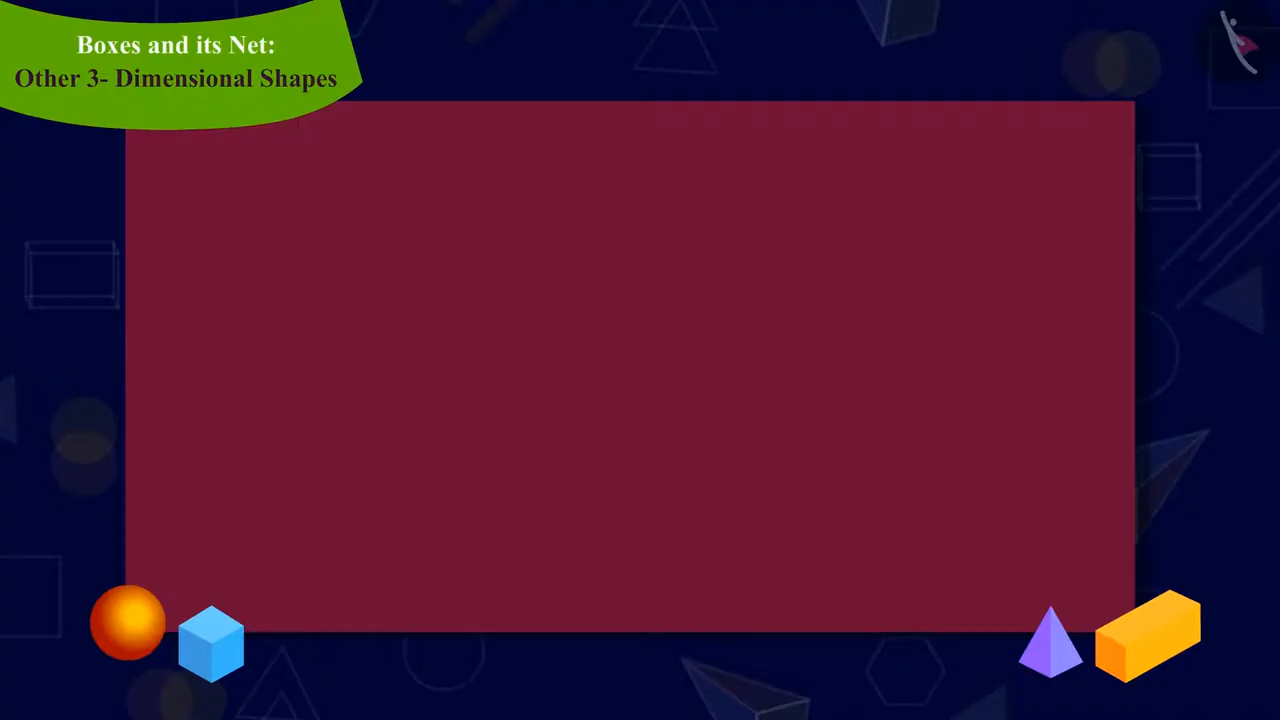 Boxes and its Net:
Other 3- Dimensional Shapes